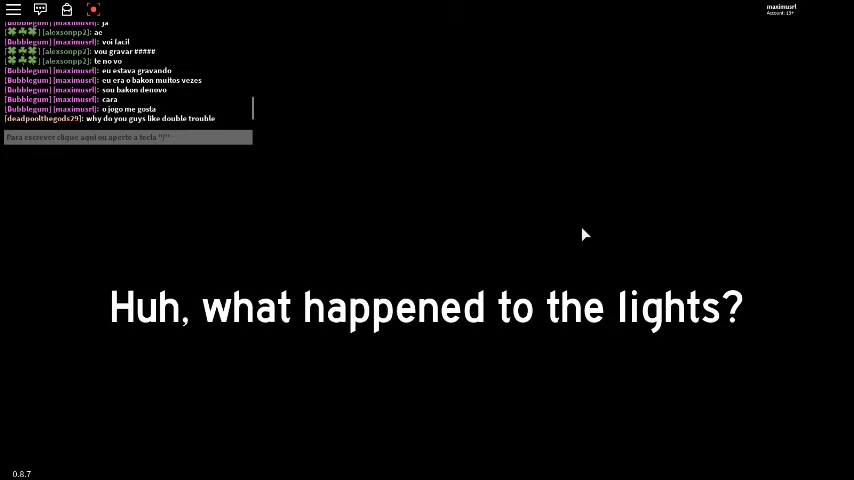 maximusrl
Account: 13+
[Bubblegum] [maximusrl]: ja
[alexsonpp2]: ae
[Bubblegum] [maximusrl]: voi facil
[alexsonpp2]: vou gravar #####
[alexsonpp2]: te no vo
[Bubblegum] [maximusrl]: eu estava gravando
[Bubblegum] [maximusrl]: eu era o bakon muitos vezes
[Bubblegum] [maximusrl]: sou bakon denovo
[Bubblegum] [maximusrl]: cara
[Bubblegum] [maximusrl]: o jogo me gosta
[deadpoolthegods29]: why do you guys like double trouble
Para escrever clique aqui ou aperte a tecla "/"
Huh, what happened to the lights?
0.8.7